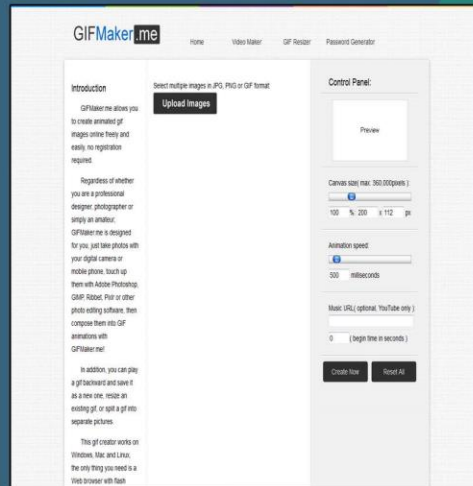 GIFMaker.me
Home Video Maker GIF Resizer Password Generator
Introduction
GIFMaker.me allows you
to create animated gif
images online freely and
easily, no registration
required.
Regardless of whether
you are a professional
designer, photographer or
simply an amateur,
GIFMaker.me is designed
for you, just take photos with
your digital camera or
mobile phone, touch up
them with Adobe Photoshop,
GIMP, Ribbet, Pixlr or other
photo editing software, then
compose them into GIF
animations with
GIFMaker.me!
In addition, you can play
a gif backward and save it
as a new one, resize an
existing gif, or split a gif into
separate pictures.
This gif creator works on
Windows, Mac and Linux,
the only thing you need is a
Web browser with flash
Select multiple images in JPG, PNG or GIF format:
Upload Images
Control Panel:
Preview
Canvas size( max: 360,000pixels ):
100 %: 200 x 112 px
Animation speed:
500 milliseconds
Music URL( optional, YouTube only ):
0 ( begin time in seconds )
Create Now Reset All